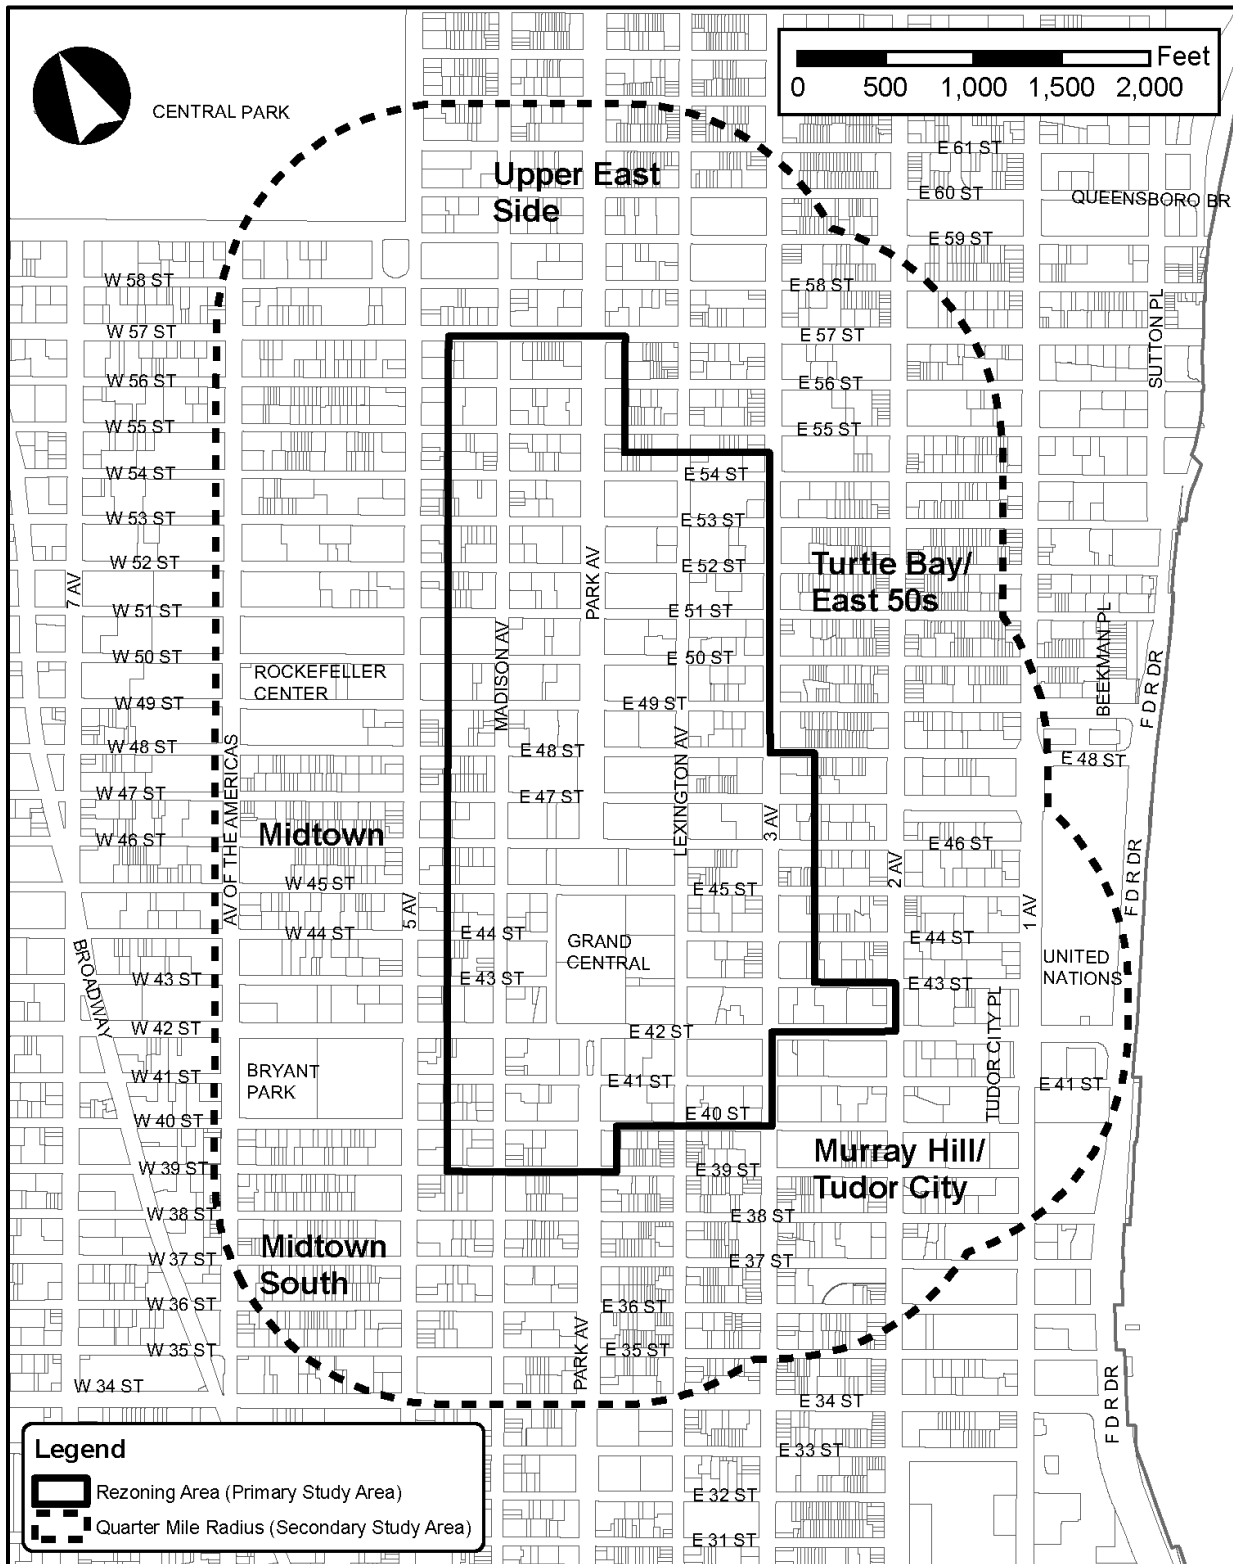 Feet
0 500 1,000 1,500 2,000
CENTRAL PARK
E 61 ST
Upper East
Side
E 60 ST
QUEENSBORO BR
E 59 ST
W 58 ST
E 58 ST
SUTTON PL
W 57 ST
E 57 ST
W 56 ST
E 56 ST
W 55 ST
E 55 ST
W 54 ST
E 54 ST
W 53 ST
E 53 ST
W 52 ST
E 52 ST
Turtle Bay/
East 50s
7 AV
PARK AV
W 51 ST
E 51 ST
W 50 ST
E 50 ST
MADISON AV
BEEKMAN PL
F D R DR
ROCKEFELLER
CENTER
W 49 ST
E 49 ST
W 48 ST
E 48 ST
E 48 ST
LEXINGTON AV
W 47 ST
E 47 ST
AV OF THE AMERICAS
3 AV
Midtown
W 46 ST
E 46 ST
2 AV
W 45 ST
E 45 ST
F D R DR
5 AV
1 AV
W 44 ST
E 44 ST
E 44 ST
GRAND
CENTRAL
UNITED
NATIONS
BROADWAY
W 43 ST
E 43 ST
E 43 ST
W 42 ST
E 42 ST
TUDOR CITY PL
BRYANT
PARK
W 41 ST
E 41 ST
E 41 ST
W 40 ST
E 40 ST
Murray Hill/
Tudor City
W 39 ST
E 39 ST
W 38 ST
E 38 ST
Midtown
South
W 37 ST
E 37 ST
W 36 ST
E 36 ST
W 35 ST
E 35 ST
PARK AV
W 34 ST
E 34 ST
F D R DR
E 33 ST
E 32 ST
E 31 ST
Legend
Rezoning Area (Primary Study Area)
Quarter Mile Radius (Secondary Study Area)